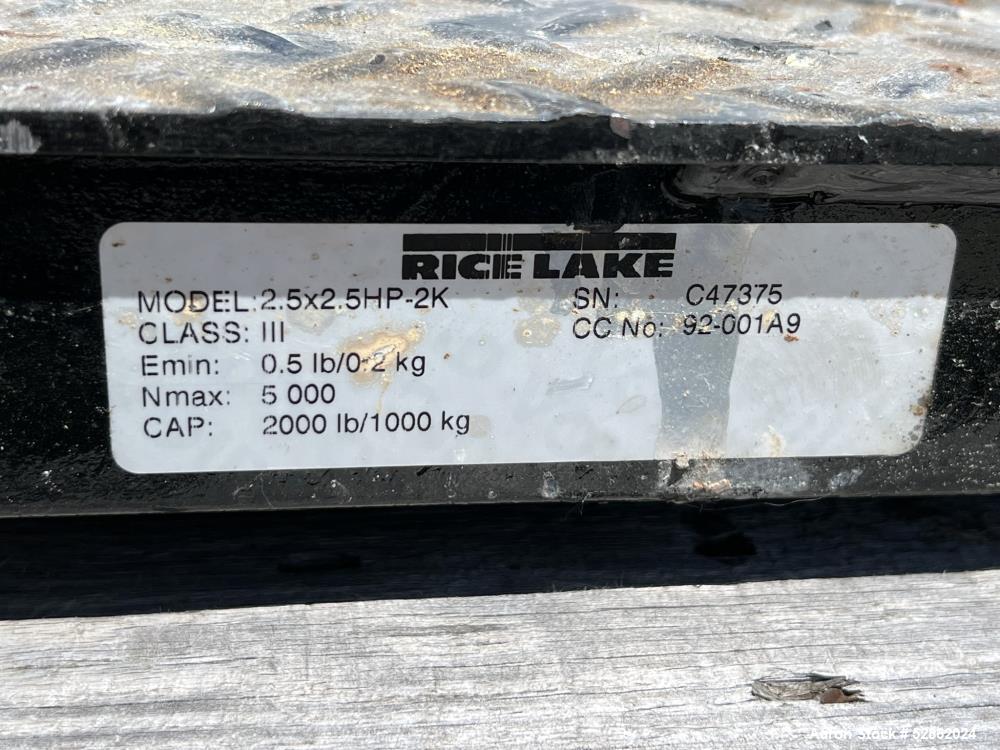 RICE LAKE
MODEL: 2.5x2.5HP-2K SN: C47375
CLASS: III CC No: 92-001A9
Emin: 0.5 lb/0.2 kg
Nmax: 5 000
CAP: 2000 lb/1000 kg
Aaron Stock # 52802024